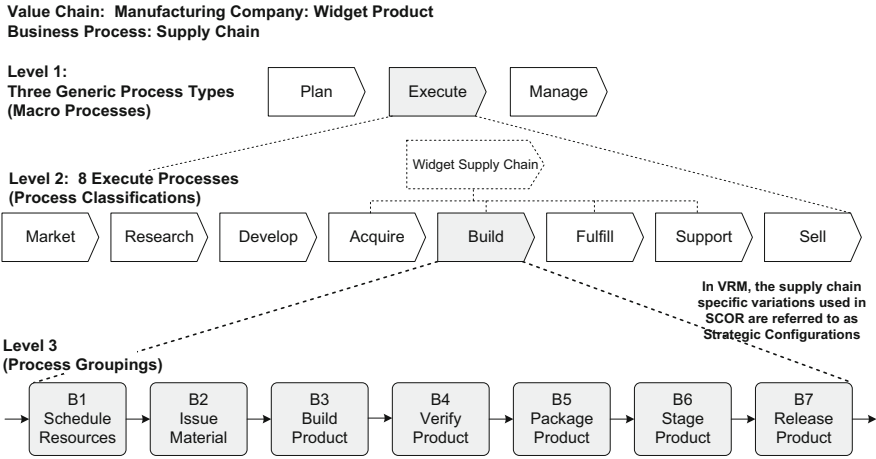 Value Chain: Manufacturing Company: Widget Product
Business Process: Supply Chain
Level 1:
Three Generic Process Types
(Macro Processes)
Plan
Execute
Manage
Widget Supply Chain
Level 2: 8 Execute Processes
(Process Classifications)
Market
Research
Develop
Acquire
Build
Fulfill
Support
Sell
In VRM, the supply chain
specific variations used in
SCOR are referred to as
Strategic Configurations
Level 3
(Process Groupings)
B1
Schedule
Resources
B2
Issue
Material
B3
Build
Product
B4
Verify
Product
B5
Package
Product
B6
Stage
Product
B7
Release
Product